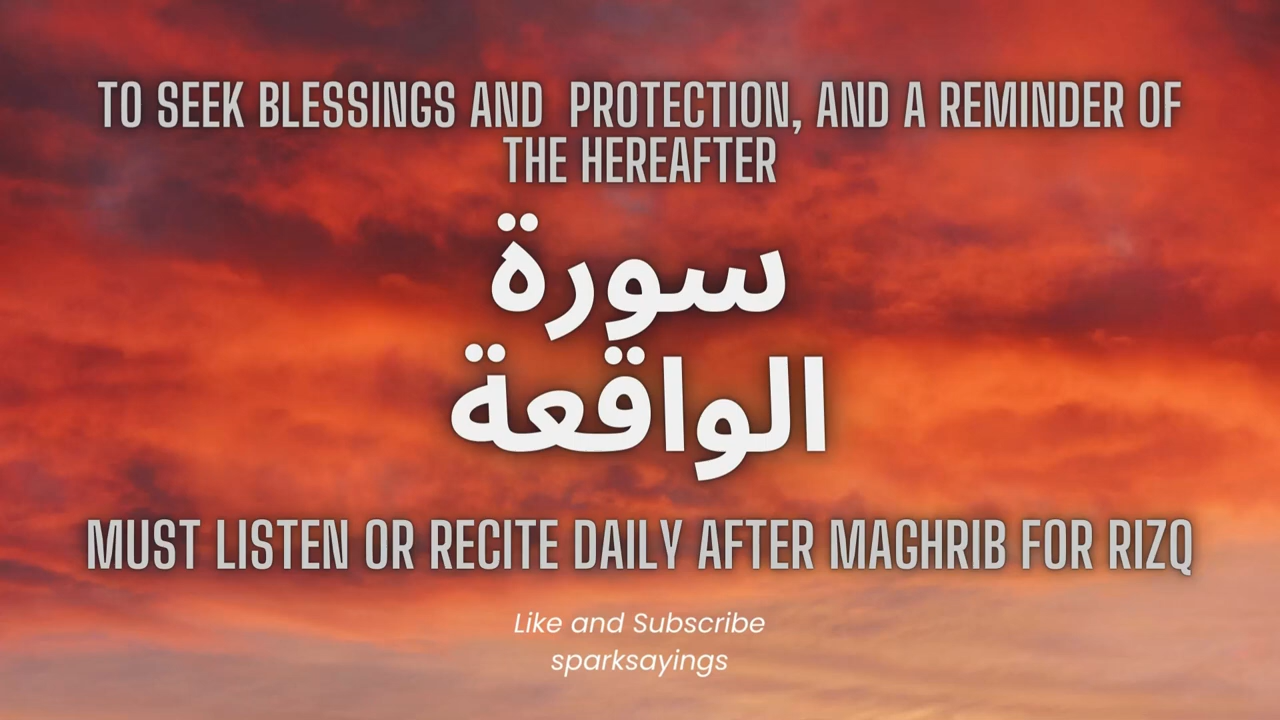 TO SEEK BLESSINGS AND PROTECTION, AND A REMINDER OF
THE HEREAFTER
سورة
الواقعة
MUST LISTEN OR RECITE DAILY AFTER MAGHRIB FOR RIZQ
Like and Subscribe
sparksayings